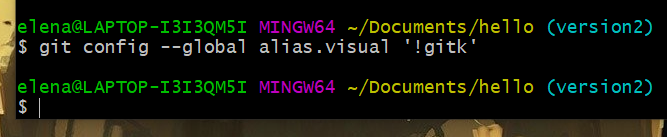 elena@LAPTOP-I3I3QM5I MINGW64 ~/Documents/hello (version2)
$ git config --global alias.visual '!gitk'
elena@LAPTOP-I3I3QM5I MINGW64 ~/Documents/hello (version2)
$